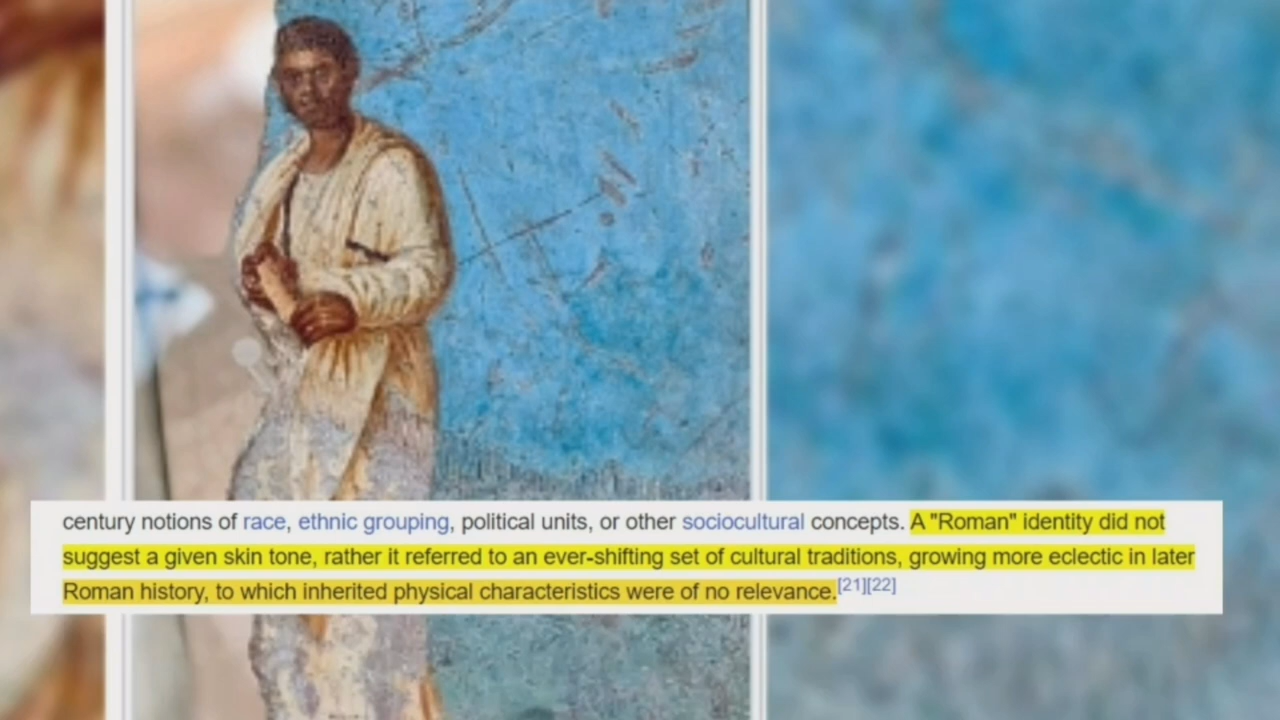 century notions of race, ethnic grouping, political units, or other sociocultural concepts. A "Roman" identity did not
suggest a given skin tone, rather it referred to an ever-shifting set of cultural traditions, growing more eclectic in later
Roman history, to which inherited physical characteristics were of no relevance.[21][22]